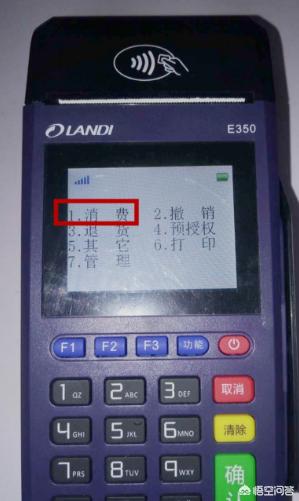 LANDI E350
1.消 费 2.撤 销
3.退 货 4.预授权
5.其它 6.打 印
7.管 理
F1 F2 F3 功能
1 QZ 2 ABC 3 DEF 取消
4 GHI 5 JKL 6 MNO 清除
7 PRS 8 TUV 9 WXY 确
悟空问答